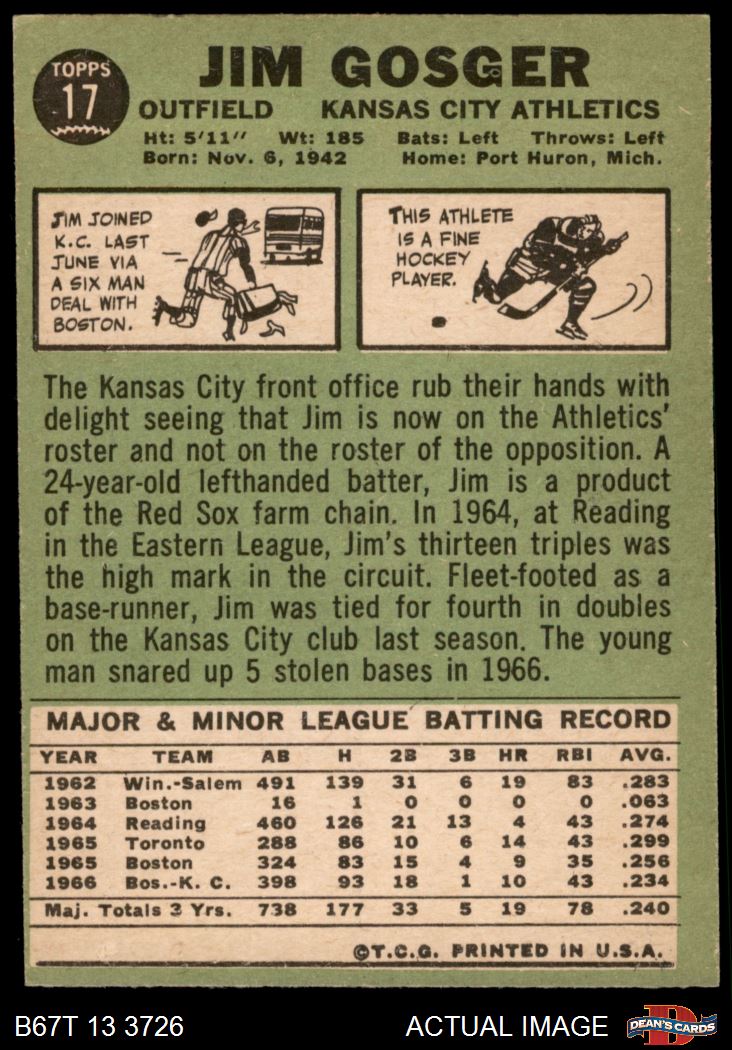 TOPPS
17
JIM GOSGER
OUTFIELD KANSAS CITY ATHLETICS
Ht: 5'11" Wt: 185 Bats: Left Throws: Left
Born: Nov. 6, 1942 Home: Port Huron, Mich.
JIM JOINED
K.C. LAST
JUNE VIA
A SIX MAN
DEAL WITH
BOSTON.
THIS ATHLETE
IS A FINE
HOCKEY
PLAYER.
The Kansas City front office rub their hands with
delight seeing that Jim is now on the Athletics'
roster and not on the roster of the opposition. A
24-year-old lefthanded batter, Jim is a product
of the Red Sox farm chain. In 1964, at Reading
in the Eastern League, Jim's thirteen triples was
the high mark in the circuit. Fleet-footed as a
base-runner, Jim was tied for fourth in doubles
on the Kansas City club last season. The young
man snared up 5 stolen bases in 1966.
MAJOR & MINOR LEAGUE BATTING RECORD
YEAR TEAM AB H 2B 3B HR RBI AVG.
1962 Win.-Salem 491 139 31 6 19 83 .283
1963 Boston 16 1 0 0 0 0 .063
1964 Reading 460 126 21 13 4 43 .274
1965 Toronto 288 86 10 6 14 43 .299
1965 Boston 324 83 15 4 9 35 .256
1966 Bos.-K. C. 398 93 18 1 10 43 .234
Maj. Totals 3 Yrs. 738 177 33 5 19 78 .240
©T.C.G. PRINTED IN U.S.A.
B67T 13 3726 ACTUAL IMAGE
D
DEAN'S CARDS